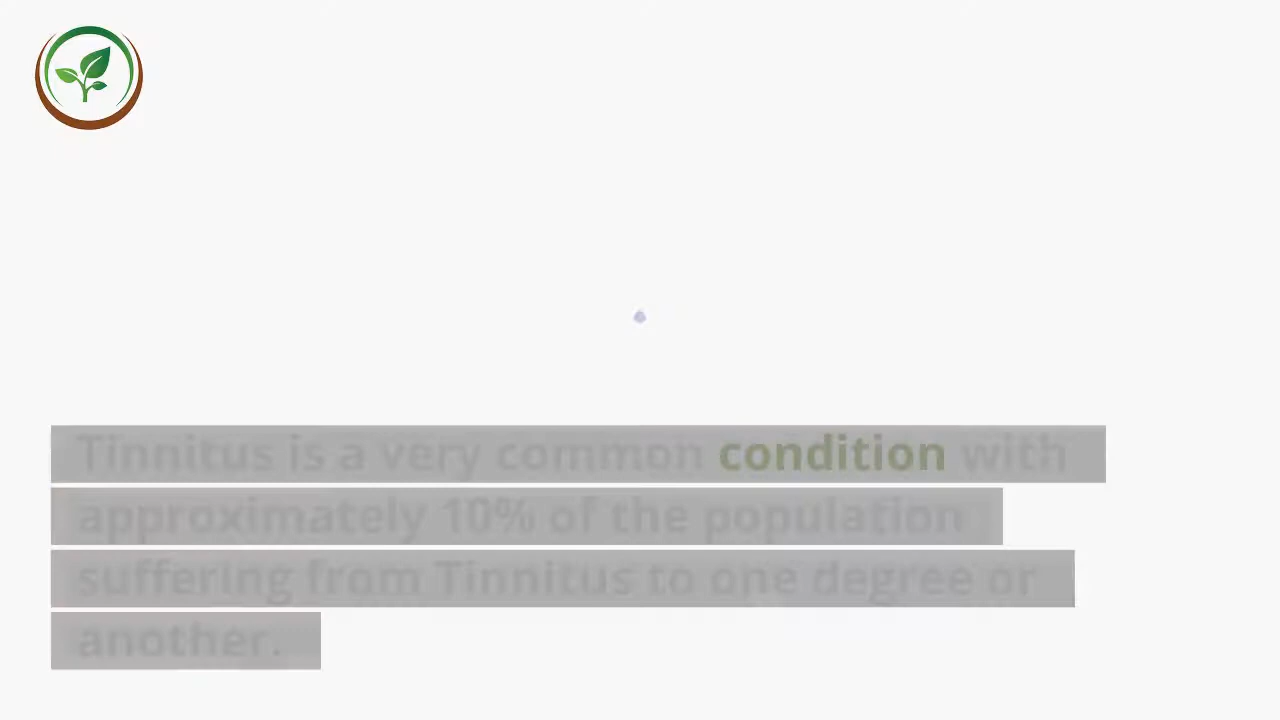 Tinnitus is a very common condition with
approximately 10% of the population
suffering from Tinnitus to one degree or
another.